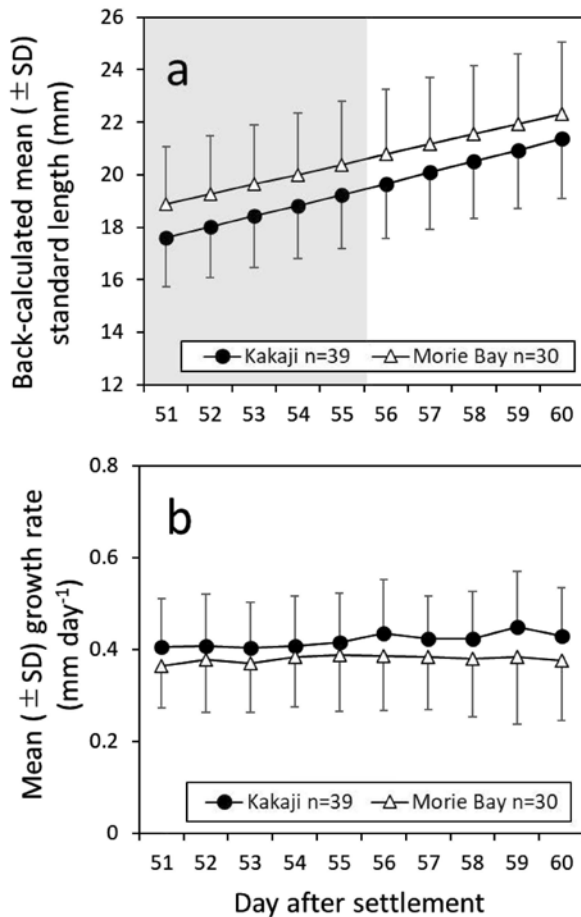 Back-calculated mean (±SD)
standard length (mm)
26
24
22
20
18
16
14
12
a
Kakaji n=39 Morie Bay n=30
51 52 53 54 55 56 57 58 59 60
Mean (±SD) growth rate
(mm day-1)
0.8
0.6
0.4
0.2
0
b
Kakaji n=39 Morie Bay n=30
51 52 53 54 55 56 57 58 59 60
Day after settlement